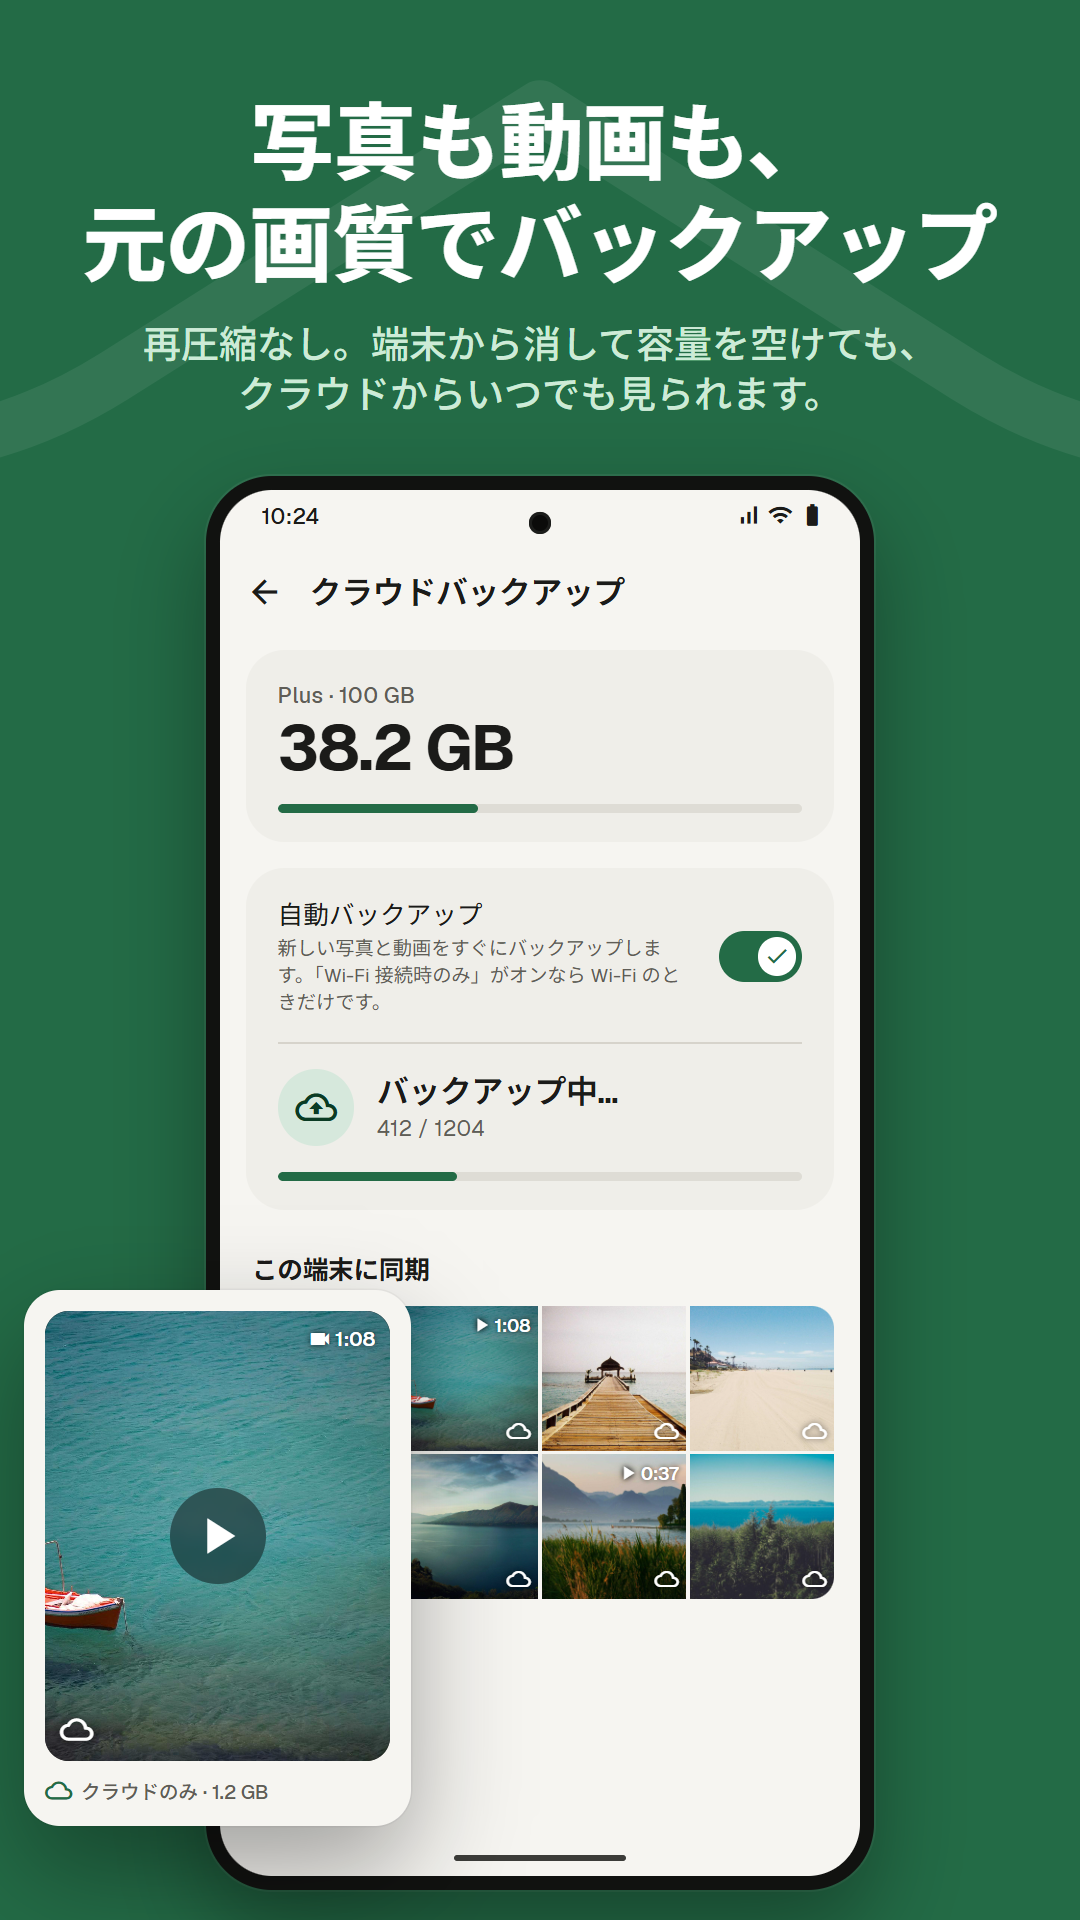 写真も動画も、
元の画質でバックアップ
再圧縮なし。端末から消して容量を空けても、
クラウドからいつでも見られます。
10:24
クラウドバックアップ
Plus · 100 GB
38.2 GB
自動バックアップ
新しい写真と動画をすぐにバックアップしま
す。「Wi-Fi 接続時のみ」がオンなら Wi-Fi のと
きだけです。
バックアップ中...
412 / 1204
この端末に同期
1:08
1:08
0:37
クラウドのみ · 1.2 GB